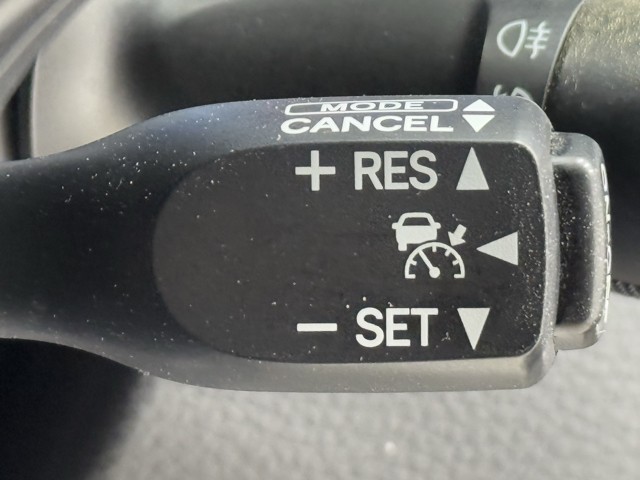 MODE
CANCEL
+ RES
- SET